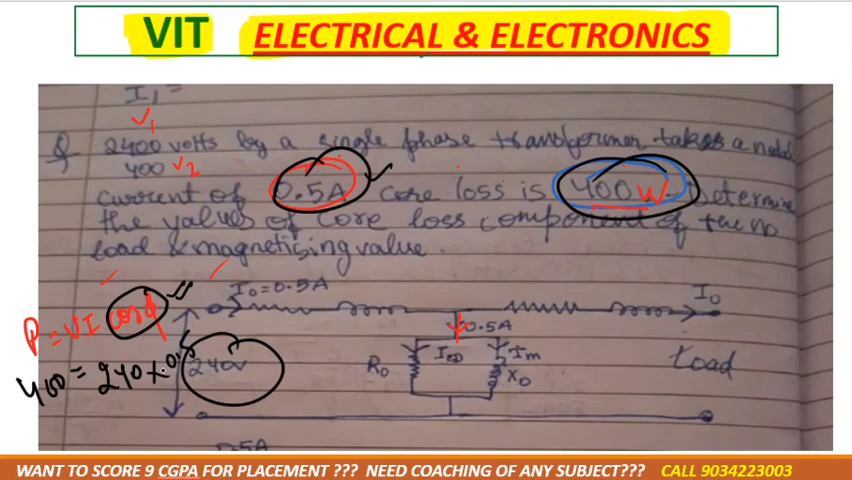 VIT ELECTRICAL & ELECTRONICS
I₁ =
V₁
Q 2400 volts by a single phase transformer takes a
400 V₂
current of 0.5A core loss is 400W. Determine
the values of core loss component of the no
load & magnetising value.
I₀=0.5A
I₀
0.5A
P = VI cosϕ
400 = 240 × 0.5
240V
R₀
Iₘ
X₀
Load
0.5A
WANT TO SCORE 9 CGPA FOR PLACEMENT ??? NEED COACHING OF ANY SUBJECT??? CALL 9034223003